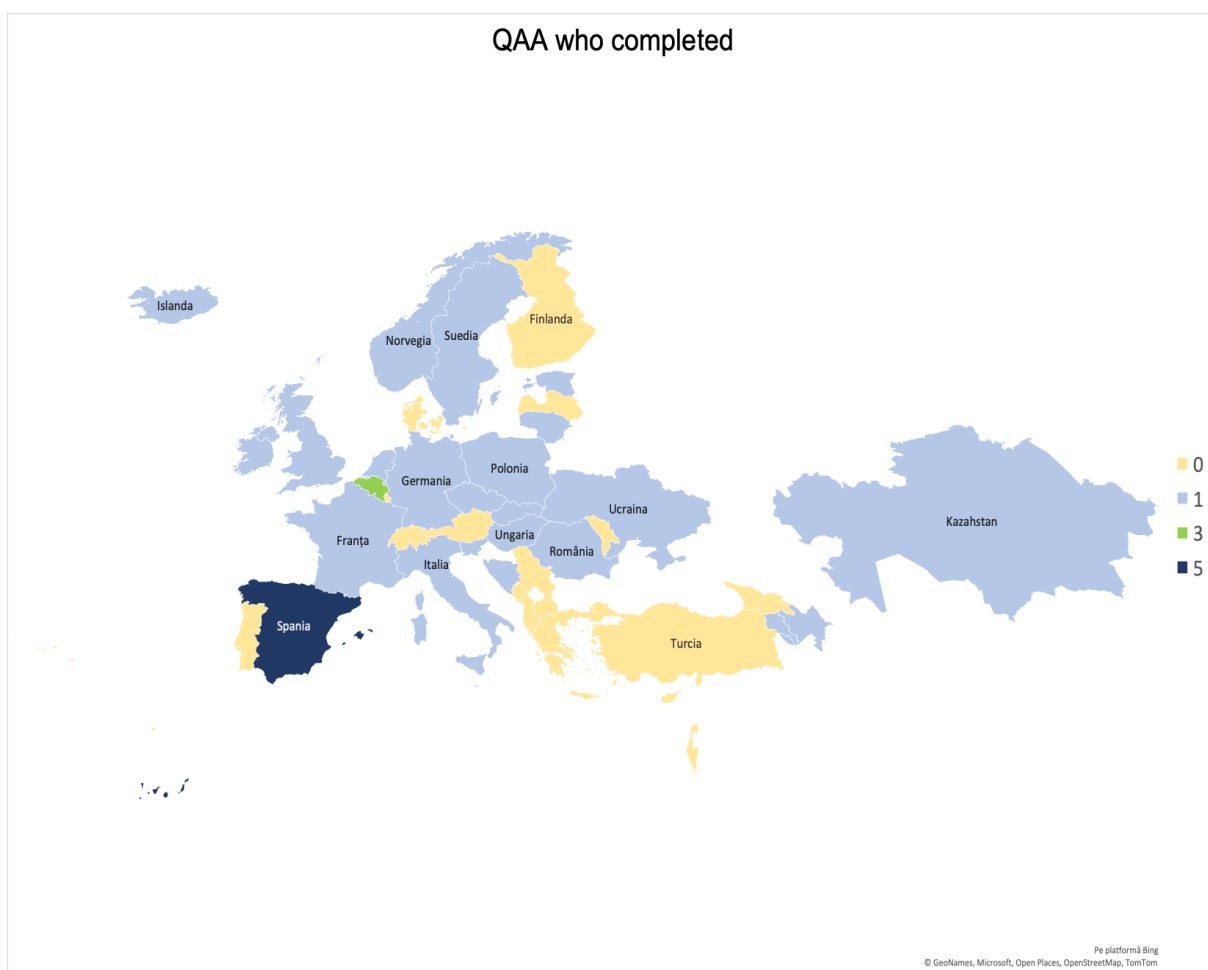 QAA who completed
Islanda
Finlanda
Norvegia
Suedia
Polonia
Germania
Ucraina
Kazahstan
Ungaria
Franța
România
Italia
Spania
Turcia
0
1
3
5
Pe platformă Bing
© GeoNames, Microsoft, Open Places, OpenStreetMap, TomTom